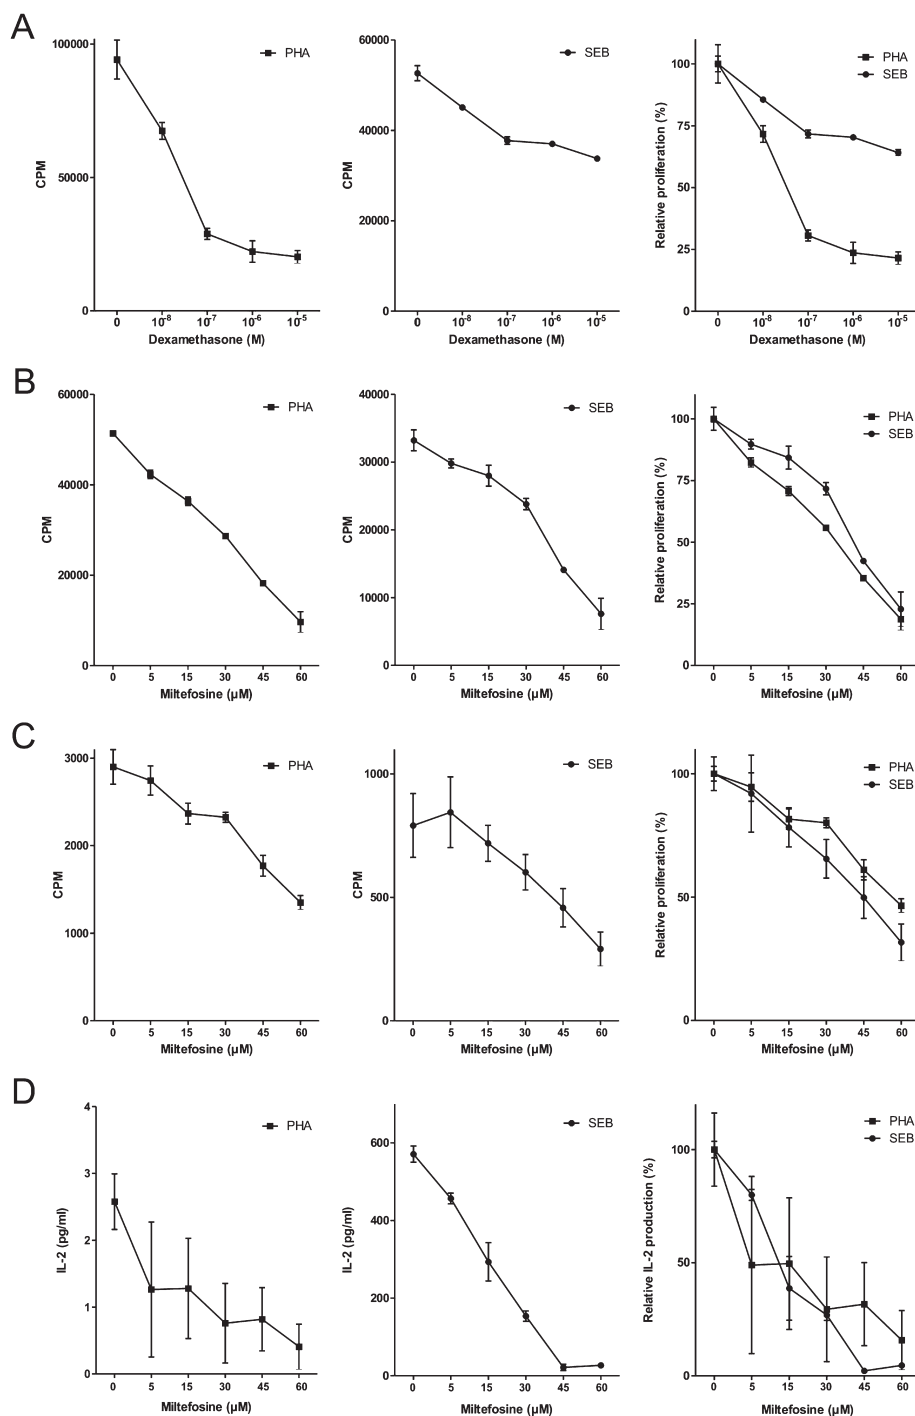 A
PHA
100000
50000
0
CPM
0 10-8 10-7 10-6 10-5
Dexamethasone (M)
SEB
60000
40000
20000
0
CPM
0 10-8 10-7 10-6 10-5
Dexamethasone (M)
PHA
SEB
100
75
50
25
0
Relative proliferation (%)
0 10-8 10-7 10-6 10-5
Dexamethasone (M)
B
PHA
60000
40000
20000
0
CPM
0 5 15 30 45 60
Miltefosine (µM)
SEB
40000
30000
20000
10000
0
CPM
0 5 15 30 45 60
Miltefosine (µM)
PHA
SEB
100
75
50
25
0
Relative proliferation (%)
0 5 15 30 45 60
Miltefosine (µM)
C
PHA
3000
2000
1000
0
CPM
0 5 15 30 45 60
Miltefosine (µM)
SEB
1000
500
0
CPM
0 5 15 30 45 60
Miltefosine (µM)
PHA
SEB
100
50
0
Relative proliferation (%)
0 5 15 30 45 60
Miltefosine (µM)
D
PHA
4
3
2
1
0
IL-2 (pg/ml)
0 5 15 30 45 60
Miltefosine (µM)
SEB
600
400
200
0
IL-2 (pg/ml)
0 5 15 30 45 60
Miltefosine (µM)
PHA
SEB
100
50
0
Relative IL-2 production (%)
0 5 15 30 45 60
Miltefosine (µM)